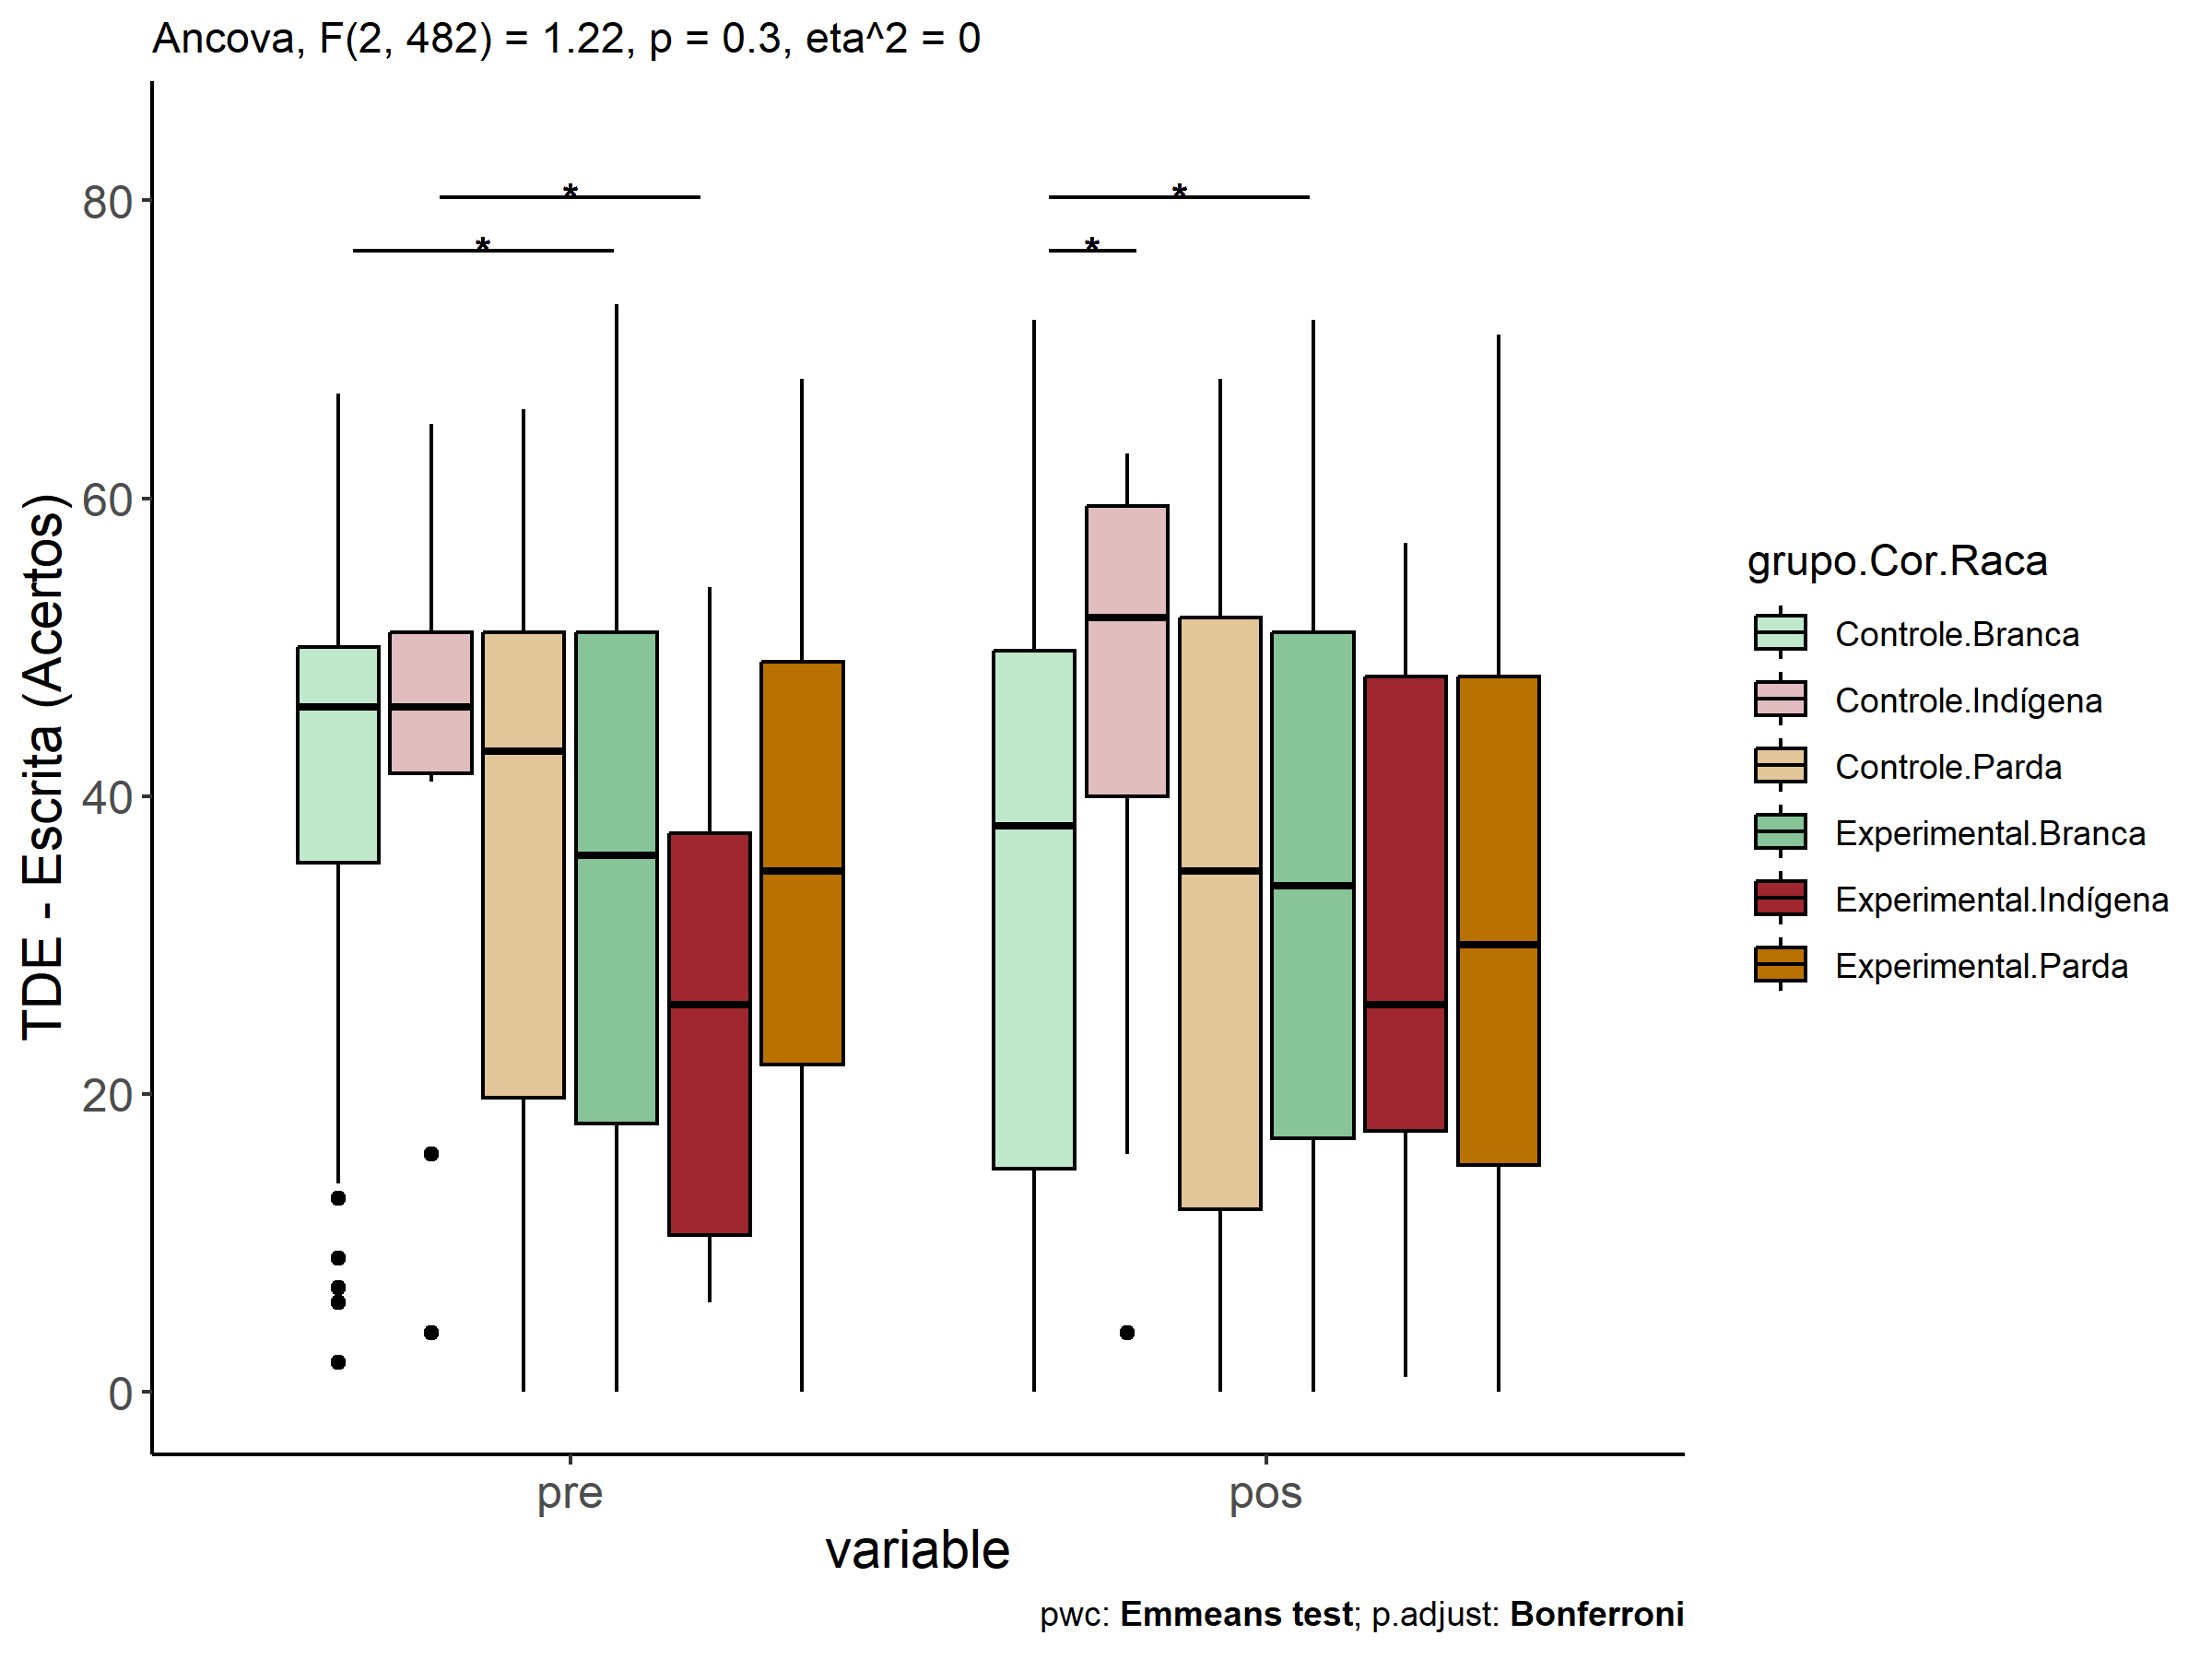 Ancova, F(2, 482) = 1.22, p = 0.3, eta^2 = 0
TDE - Escrita (Acertos)
80
60
40
20
0
*
*
*
*
pre
pos
variable
grupo.Cor.Raca
Controle.Branca
Controle.Indígena
Controle.Parda
Experimental.Branca
Experimental.Indígena
Experimental.Parda
pwc: Emmeans test; p.adjust: Bonferroni